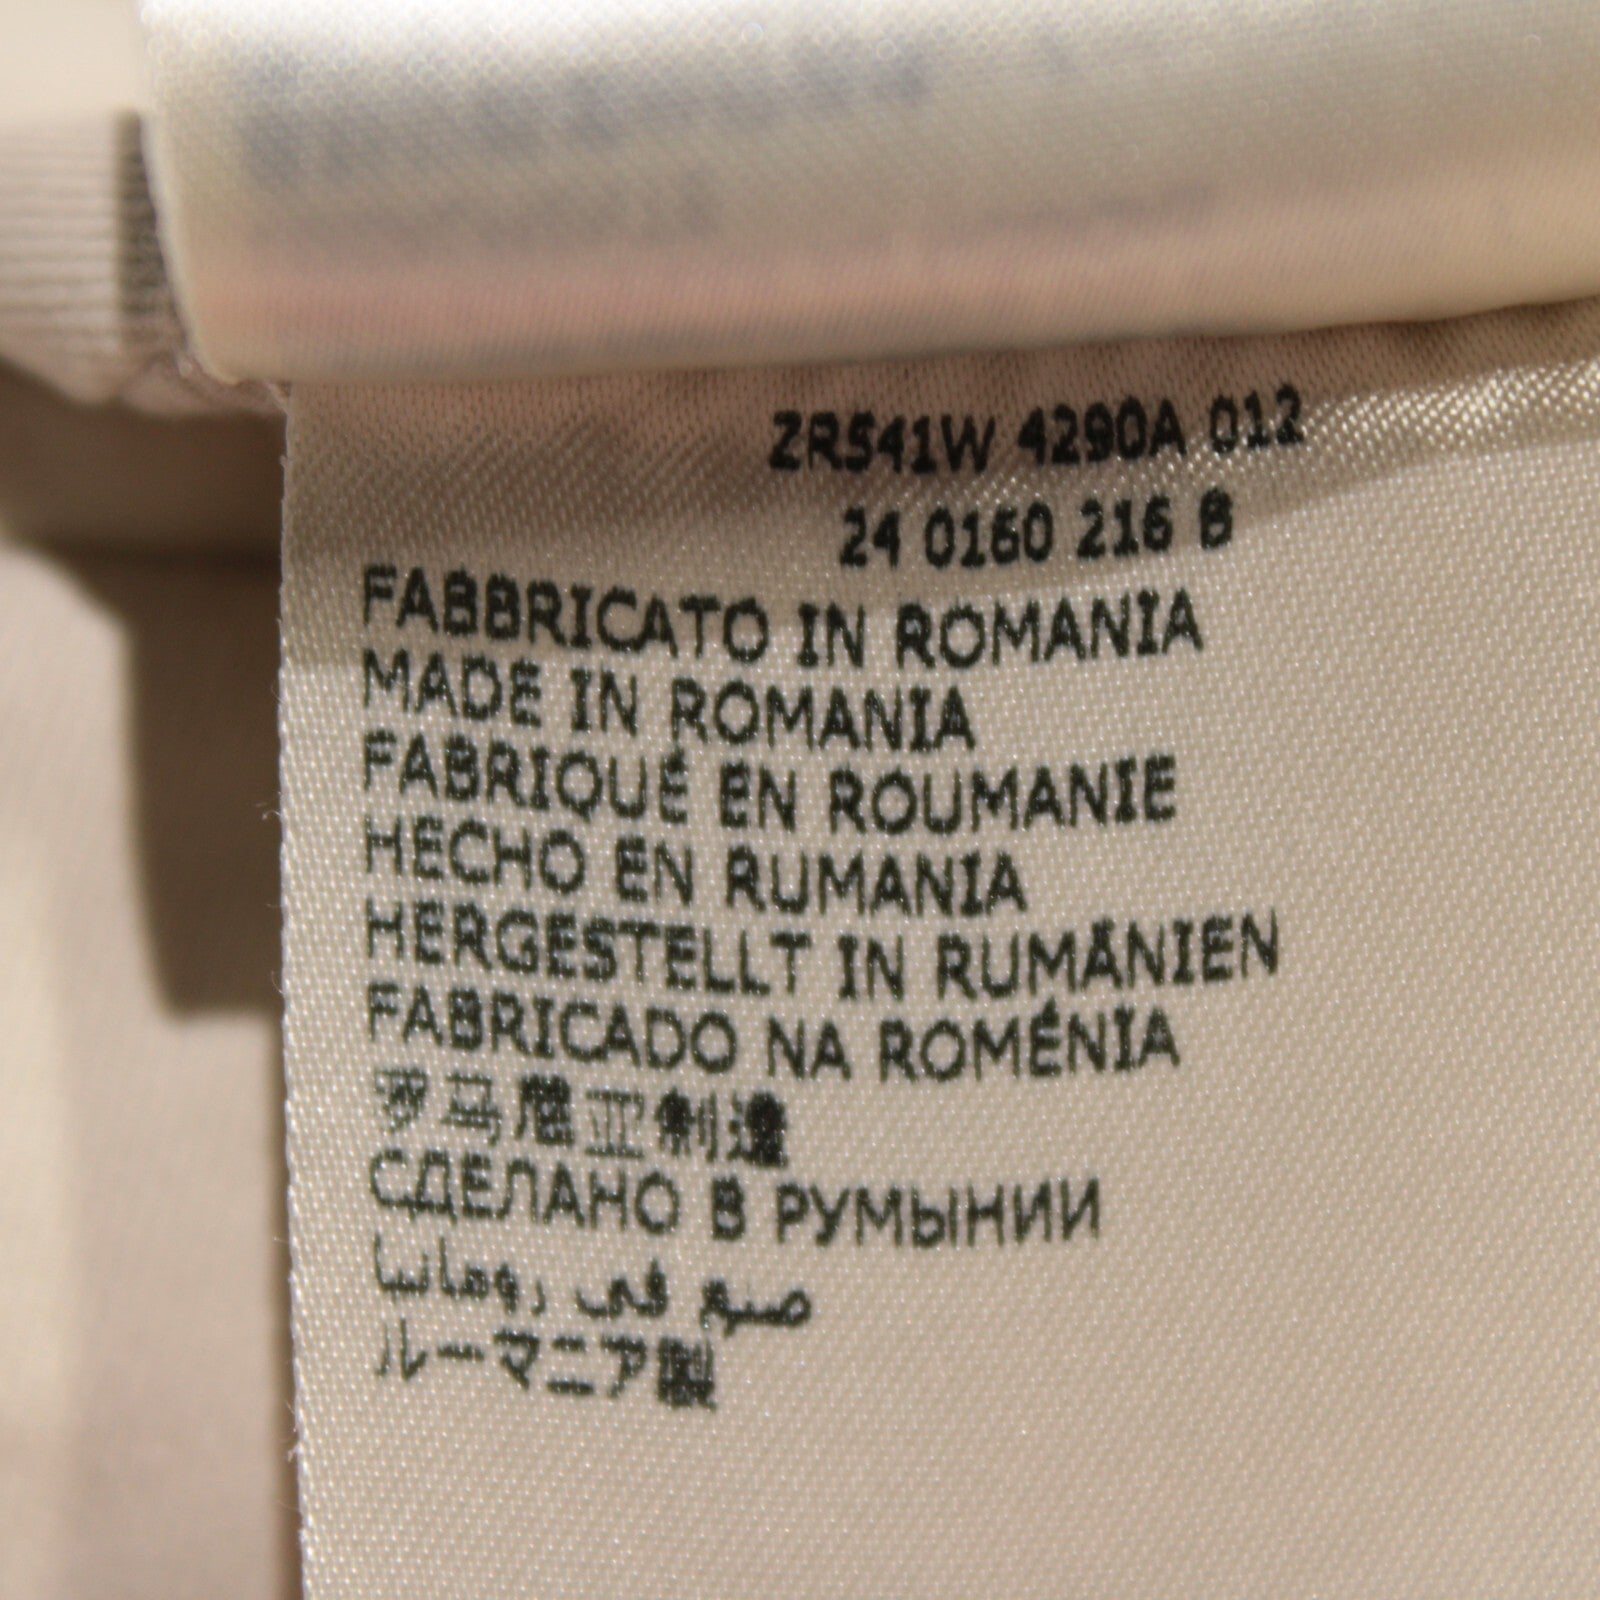 ZR541W 4290A 012
24 0160 216 B
FABBRICATO IN ROMANIA
MADE IN ROMANIA
FABRIQUÉ EN ROUMANIE
HECHO EN RUMANIA
HERGESTELLT IN RUMÄNIEN
FABRICADO NA ROMÉNIA
罗马尼亚制造
СДЕЛАНО В РУМЫНИИ
صنع في رومانيا
ルーマニア製